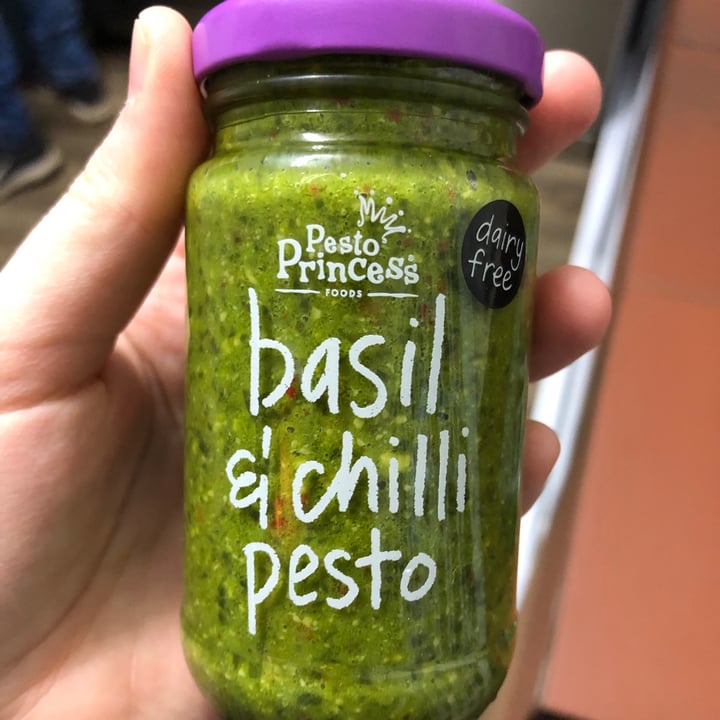 Pesto
Princess
FOODS
dairy
free
basil
& chilli
pesto